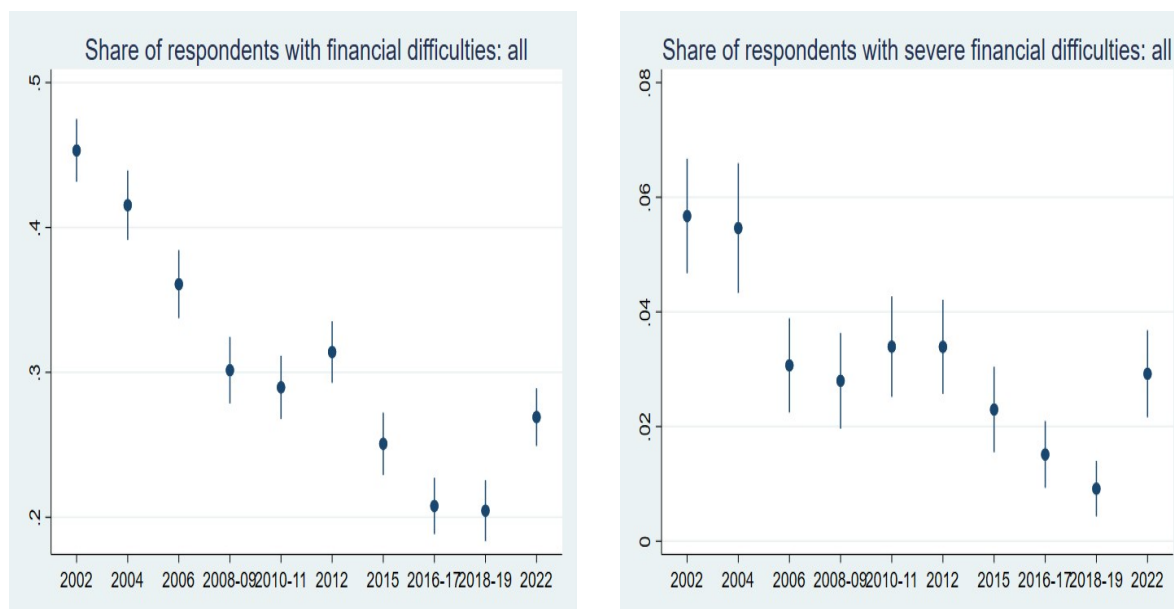 Share of respondents with financial difficulties: all
.5
.4
.3
.2
2002 2004 2006 2008-09 2010-11 2012 2015 2016-17 2018-19 2022
Share of respondents with severe financial difficulties: all
.08
.06
.04
.02
0
2002 2004 2006 2008-09 2010-11 2012 2015 2016-17 2018-19 2022